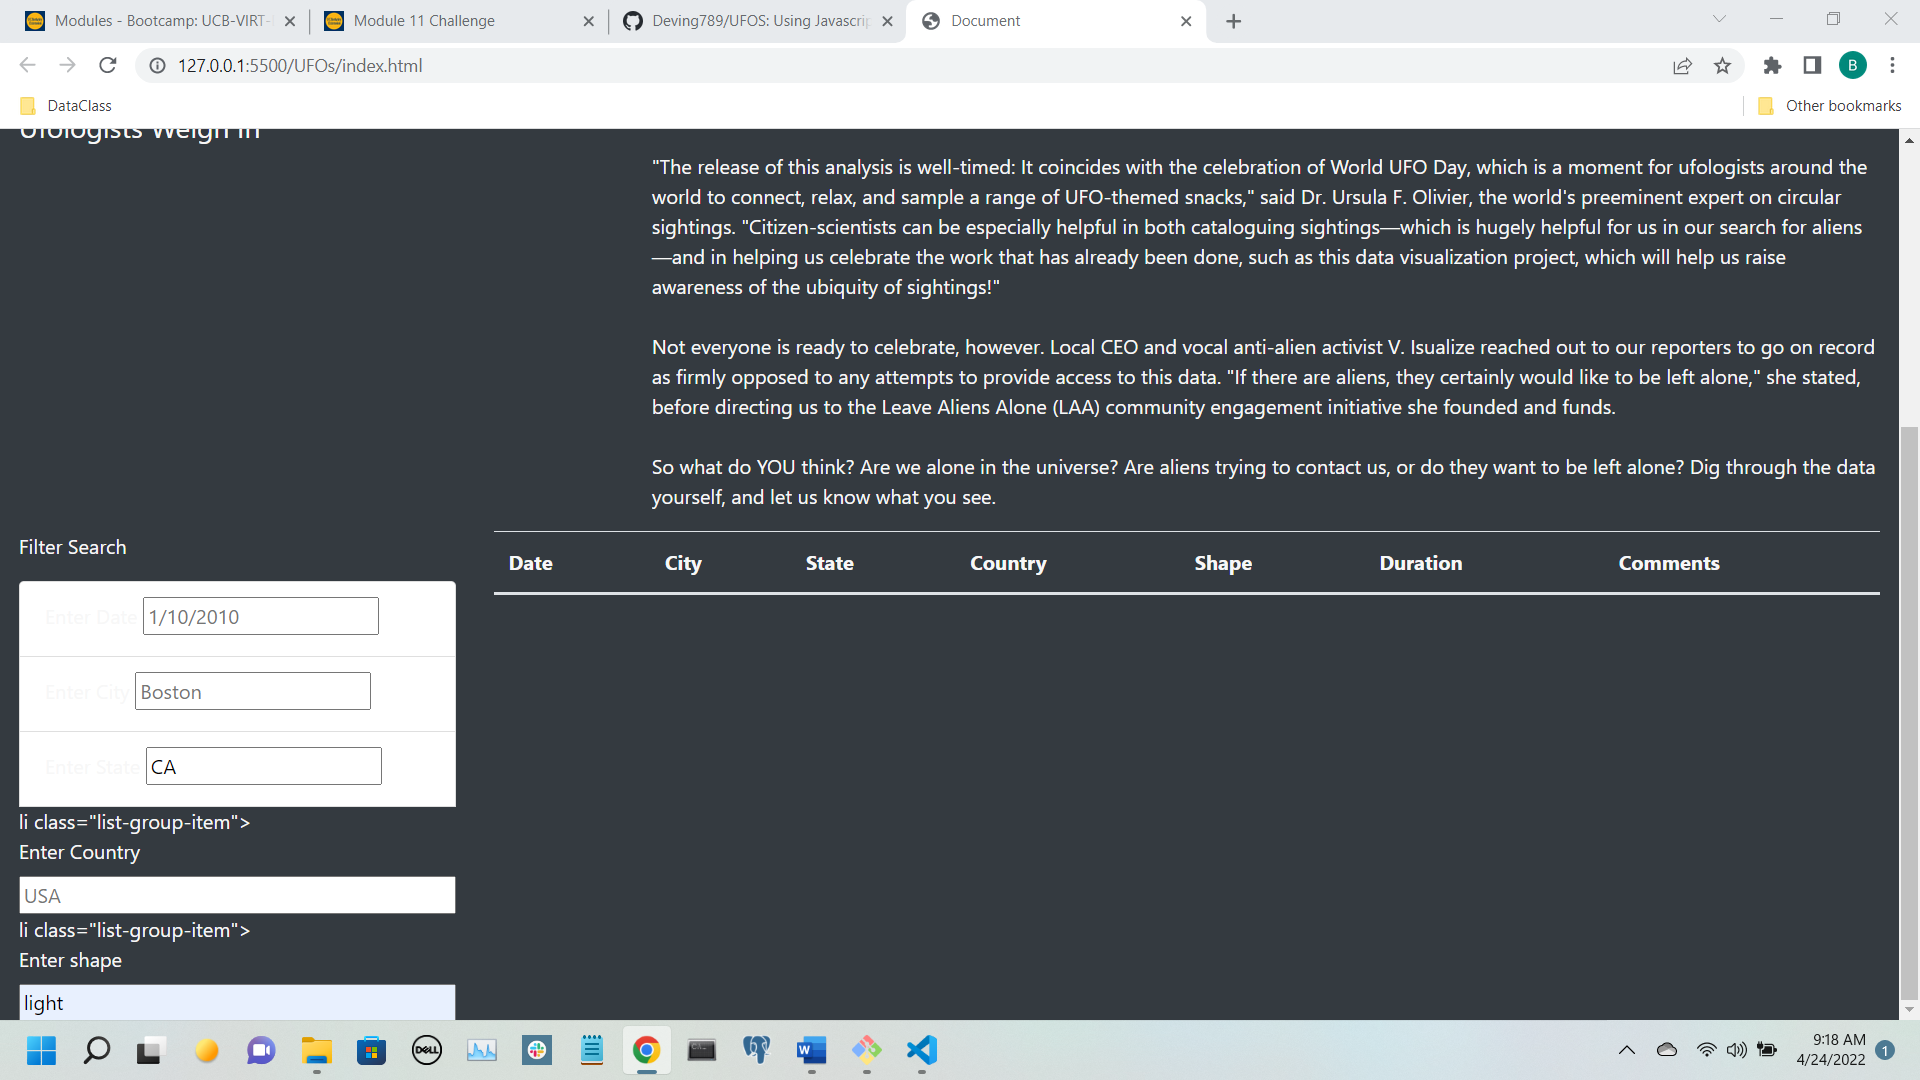 Modules - Bootcamp: UCB-VIRT-
Module 11 Challenge
Deving789/UFOS: Using Javascrip
Document
127.0.0.1:5500/UFOs/index.html
B
DataClass
Other bookmarks
Ufologists Weigh In
"The release of this analysis is well-timed: It coincides with the celebration of World UFO Day, which is a moment for ufologists around the
world to connect, relax, and sample a range of UFO-themed snacks," said Dr. Ursula F. Olivier, the world's preeminent expert on circular
sightings. "Citizen-scientists can be especially helpful in both cataloguing sightings—which is hugely helpful for us in our search for aliens
—and in helping us celebrate the work that has already been done, such as this data visualization project, which will help us raise
awareness of the ubiquity of sightings!"
Not everyone is ready to celebrate, however. Local CEO and vocal anti-alien activist V. Isualize reached out to our reporters to go on record
as firmly opposed to any attempts to provide access to this data. "If there are aliens, they certainly would like to be left alone," she stated,
before directing us to the Leave Aliens Alone (LAA) community engagement initiative she founded and funds.
So what do YOU think? Are we alone in the universe? Are aliens trying to contact us, or do they want to be left alone? Dig through the data
yourself, and let us know what you see.
Filter Search
Date City State Country Shape Duration Comments
Enter Date 1/10/2010
Enter City Boston
Enter State CA
li class="list-group-item">
Enter Country
USA
li class="list-group-item">
Enter shape
light
DELL
W
9:18 AM
4/24/2022
1